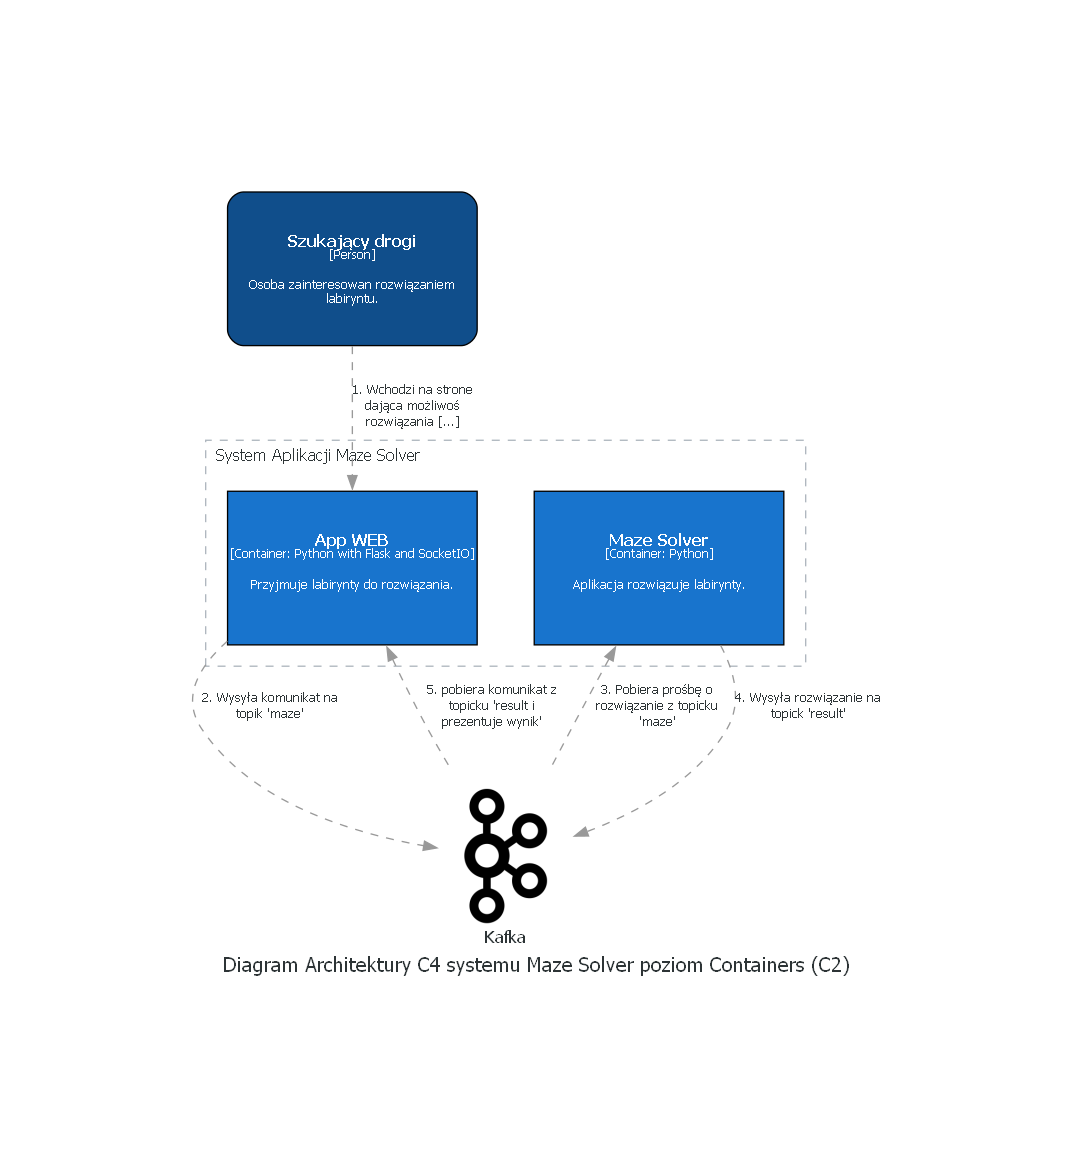 Szukający drogi
[Person]
Osoba zainteresowan rozwiązaniem
labiryntu.
1. Wchodzi na strone
dająca możliwoś
rozwiązania [...]
System Aplikacji Maze Solver
App WEB
[Container: Python with Flask and SocketIO]
Przyjmuje labirynty do rozwiązania.
Maze Solver
[Container: Python]
Aplikacja rozwiązuje labirynty.
2. Wysyła komunikat na
topik 'maze'
5. pobiera komunikat z
topicku 'result i
prezentuje wynik'
3. Pobiera prośbę o
rozwiązanie z topicku
'maze'
4. Wysyła rozwiązanie na
topick 'result'
Kafka
Diagram Architektury C4 systemu Maze Solver poziom Containers (C2)